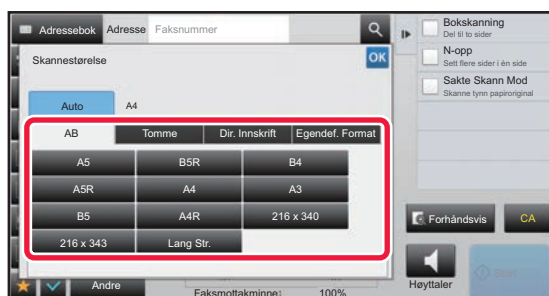 Adressebok Adresse Faksnummer
Skannestørelse OK
Auto A4
AB Tomme Dir. Innskrift Egendef. Format
A5 B5R B4
A5R A4 A3
B5 A4R 216 x 340
216 x 343 Lang Str.
Andre
Faksmottakminne: 100%
Bokskanning
Del til to sider
N-opp
Sett flere sider i én side
Sakte Skann Mod
Skanne tynn papiroriginal
Forhåndsvis CA
Høyttaler Start